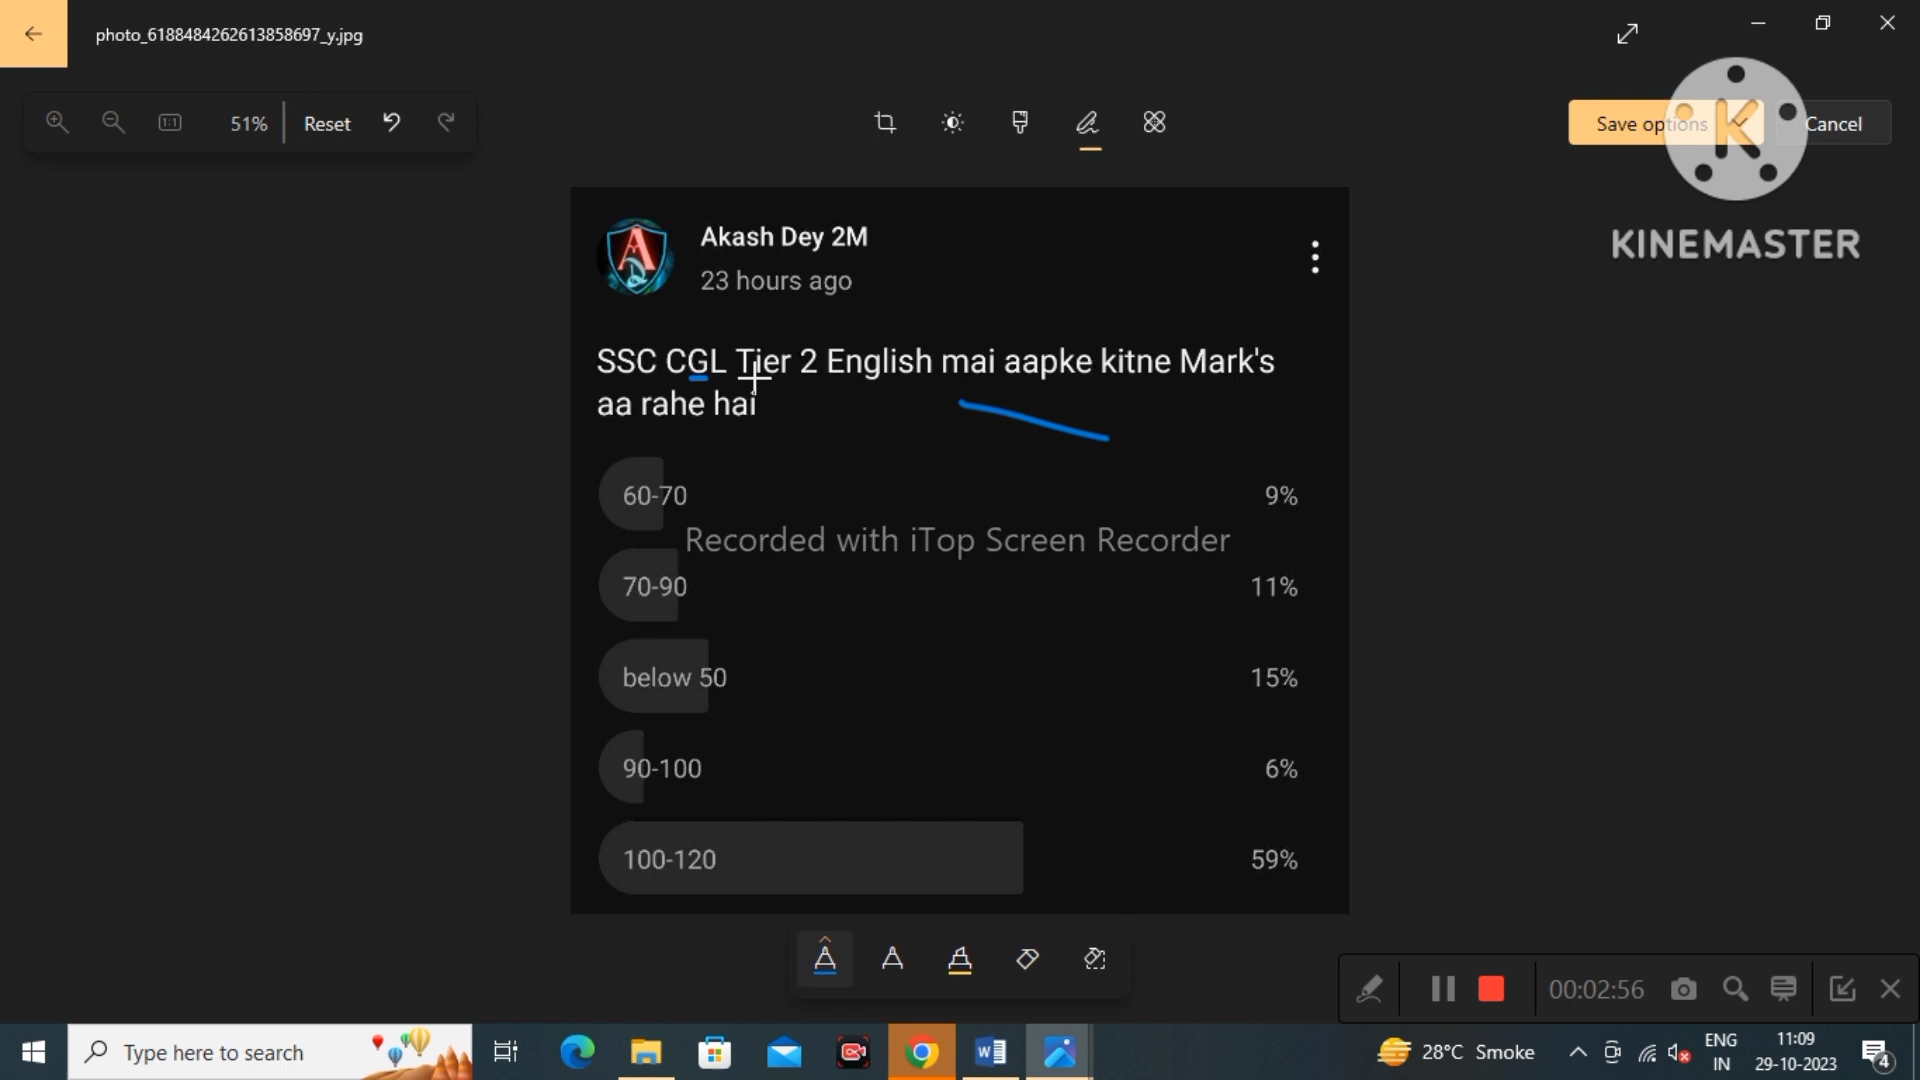 photo_6188484262613858697_y.jpg
51%
Reset
Save options
Cancel
KINEMASTER
Akash Dey 2M
23 hours ago
SSC CGL Tier 2 English mai aapke kitne Mark's
aa rahe hai
60-70 9%
Recorded with iTop Screen Recorder
70-90 11%
below 50 15%
90-100 6%
100-120 59%
00:02:56
Type here to search
28°C Smoke
ENG
IN
11:09
29-10-2023
4